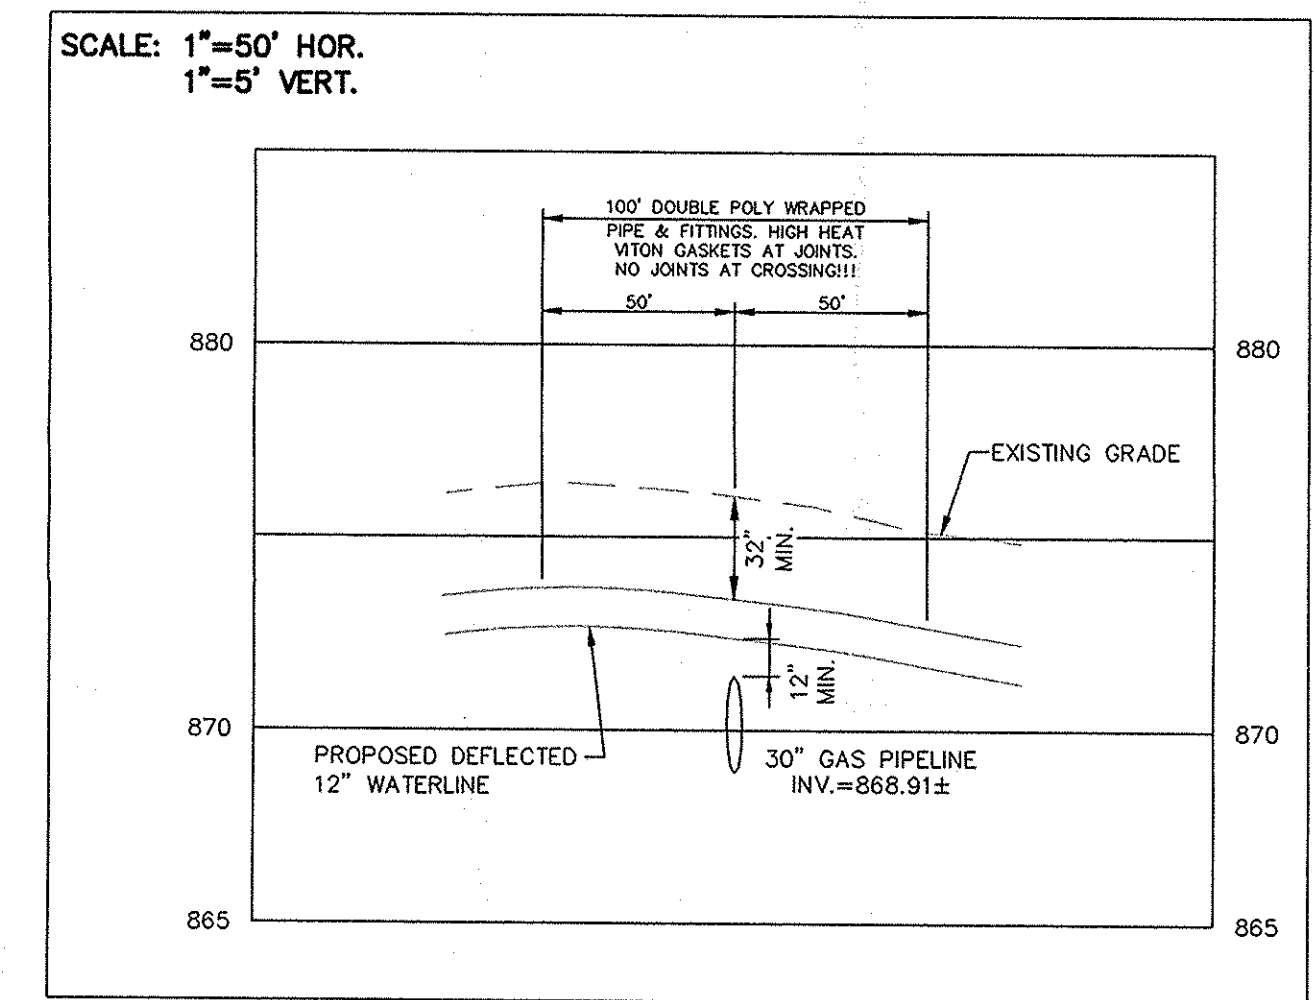 SCALE: 1"=50' HOR.
1"=5' VERT.
100' DOUBLE POLY WRAPPED
PIPE & FITTINGS. HIGH HEAT
VITON GASKETS AT JOINTS.
NO JOINTS AT CROSSING!!!
50' 50'
880 880
EXISTING GRADE
32"
MIN.
12"
MIN.
870 870
PROPOSED DEFLECTED
12" WATERLINE
30" GAS PIPELINE
INV.=868.91±
865 865